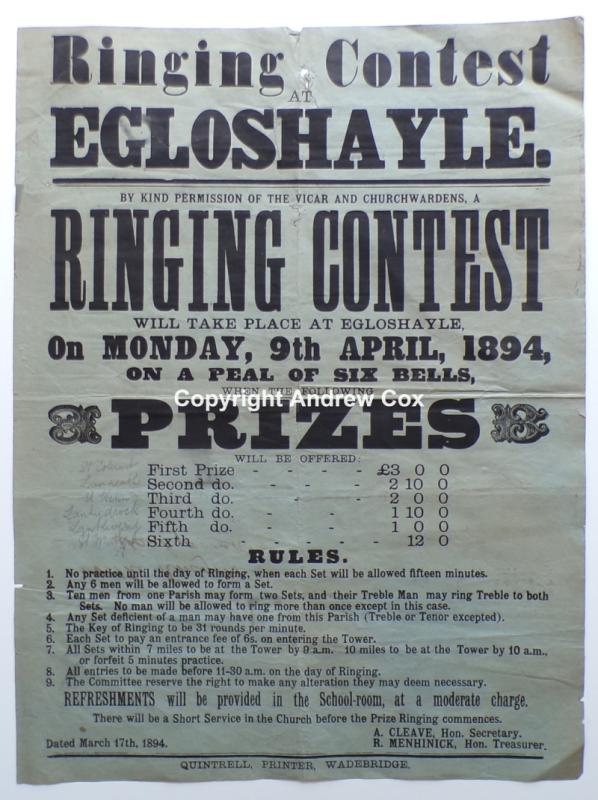 Ringing Contest
AT
EGLOSHAYLE.
BY KIND PERMISSION OF THE VICAR AND CHURCHWARDENS, A
RINGING CONTEST
WILL TAKE PLACE AT EGLOSHAYLE,
On MONDAY, 9th APRIL, 1894,
ON A PEAL OF SIX BELLS,
WHEN THE FOLLOWING
Copyright Andrew Cox
PRIZES
WILL BE OFFERED:
First Prize - - - - £3 0 0
Second do. - - - - 2 10 0
Third do. - - - - 2 0 0
Fourth do. - - - - 1 10 0
Fifth do. - - - - 1 0 0
Sixth - - - - - 12 0
RULES.
1. No practice until the day of Ringing, when each Set will be allowed fifteen minutes.
2. Any 6 men will be allowed to form a Set.
3. Ten men from one Parish may form two Sets, and their Treble Man may ring Treble to both
Sets. No man will be allowed to ring more than once except in this case.
4. Any Set deficient of a man may have one from this Parish (Treble or Tenor excepted).
5. The Key of Ringing to be 31 rounds per minute.
6. Each Set to pay an entrance fee of 6s. on entering the Tower.
7. All Sets within 7 miles to be at the Tower by 9 a.m. 10 miles to be at the Tower by 10 a.m.,
or forfeit 5 minutes practice.
8. All entries to be made before 11-30 a.m. on the day of Ringing.
9. The Committee reserve the right to make any alteration they may deem necessary.
REFRESHMENTS will be provided in the School-room, at a moderate charge.
There will be a Short Service in the Church before the Prize Ringing commences.
A. CLEAVE, Hon. Secretary.
Dated March 17th, 1894. R. MENHINICK, Hon. Treasurer.
QUINTRELL, PRINTER, WADEBRIDGE.